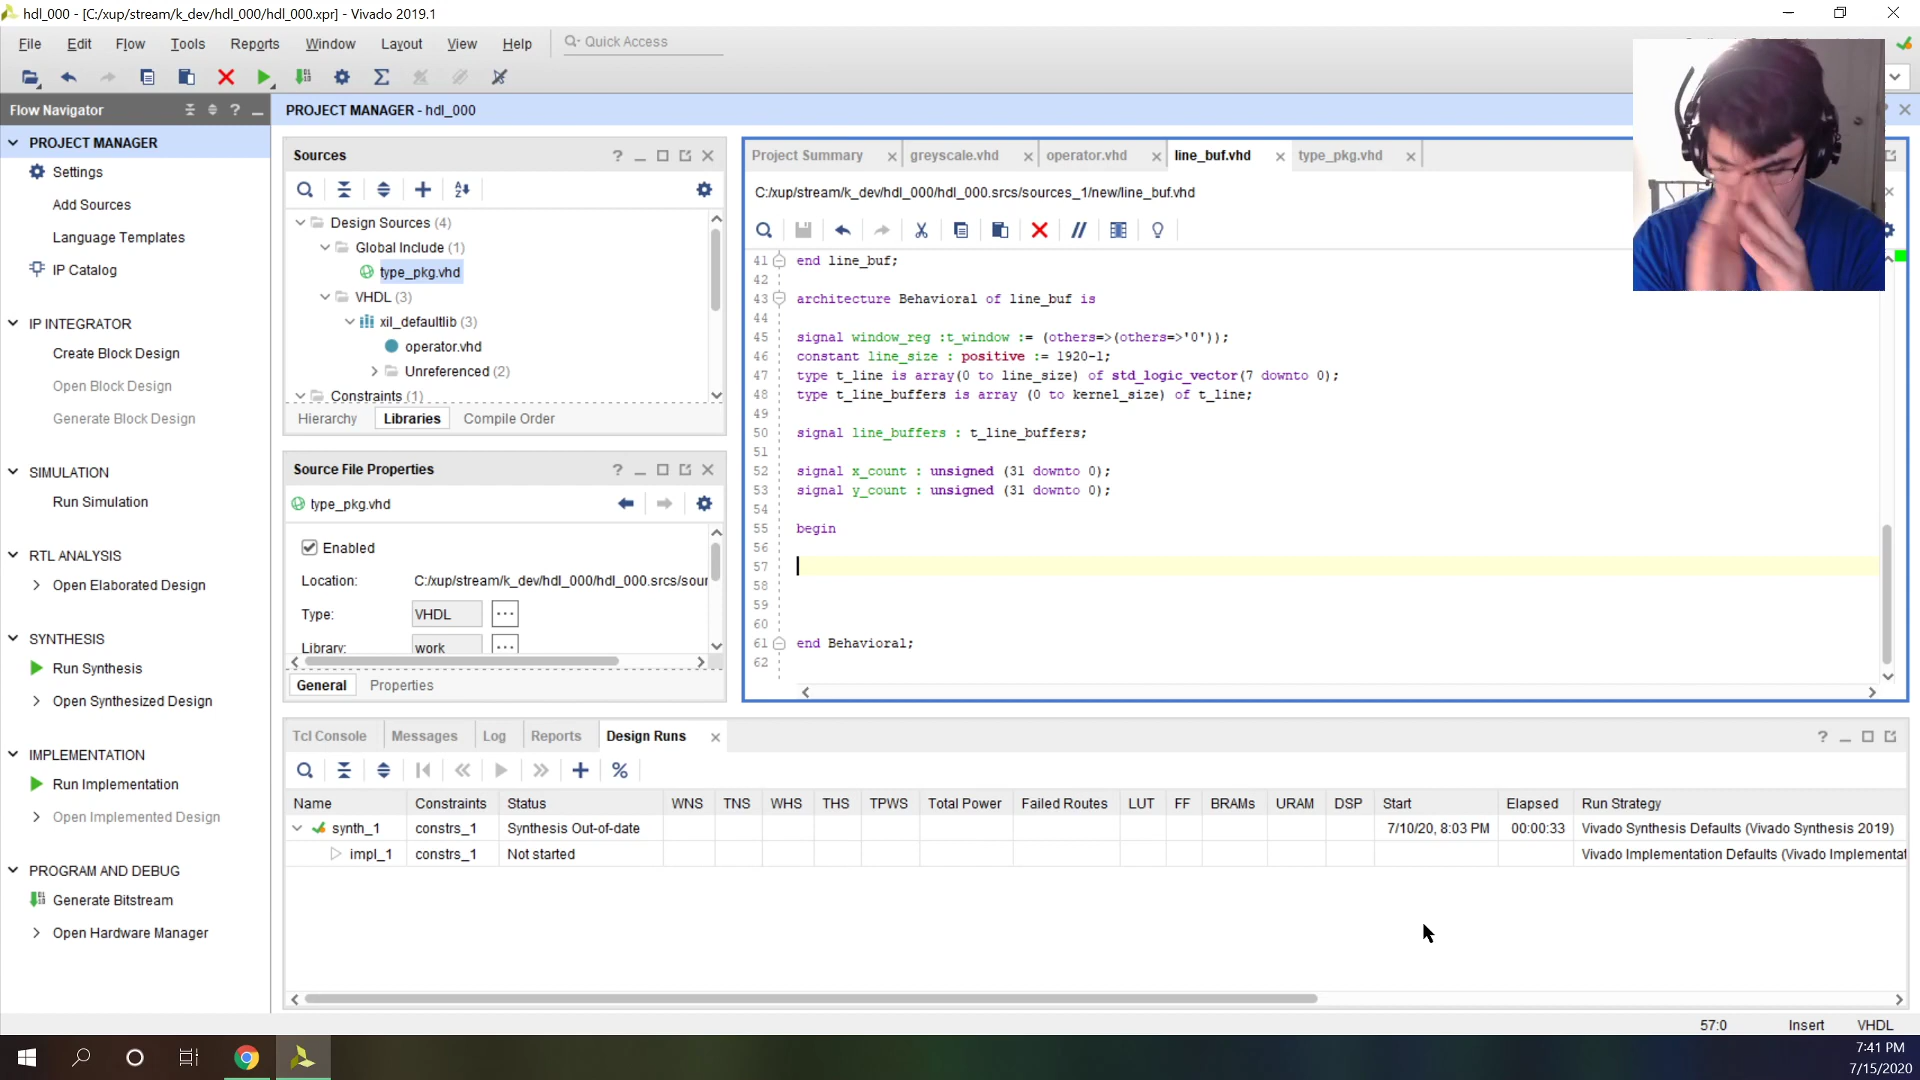 hdl_000 - [C:/xup/stream/k_dev/hdl_000/hdl_000.xpr] - Vivado 2019.1
File Edit Flow Tools Reports Window Layout View Help Quick Access
Flow Navigator
PROJECT MANAGER
Settings
Add Sources
Language Templates
IP Catalog
IP INTEGRATOR
Create Block Design
Open Block Design
Generate Block Design
SIMULATION
Run Simulation
RTL ANALYSIS
Open Elaborated Design
SYNTHESIS
Run Synthesis
Open Synthesized Design
IMPLEMENTATION
Run Implementation
Open Implemented Design
PROGRAM AND DEBUG
Generate Bitstream
Open Hardware Manager
PROJECT MANAGER - hdl_000
Sources
Design Sources (4)
Global Include (1)
type_pkg.vhd
VHDL (3)
xil_defaultlib (3)
operator.vhd
Unreferenced (2)
Constraints (1)
Hierarchy Libraries Compile Order
Source File Properties
type_pkg.vhd
Enabled
Location: C:/xup/stream/k_dev/hdl_000/hdl_000.srcs/sour
Type: VHDL
Library: work
General Properties
Project Summary greyscale.vhd operator.vhd line_buf.vhd type_pkg.vhd
C:/xup/stream/k_dev/hdl_000/hdl_000.srcs/sources_1/new/line_buf.vhd
41 end line_buf;
42
43 architecture Behavioral of line_buf is
44
45 signal window_reg :t_window := (others=>(others=>'0'));
46 constant line_size : positive := 1920-1;
47 type t_line is array(0 to line_size) of std_logic_vector(7 downto 0);
48 type t_line_buffers is array (0 to kernel_size) of t_line;
49
50 signal line_buffers : t_line_buffers;
51
52 signal x_count : unsigned (31 downto 0);
53 signal y_count : unsigned (31 downto 0);
54
55 begin
56
57
58
59
60
61 end Behavioral;
62
Tcl Console Messages Log Reports Design Runs
Name Constraints Status WNS TNS WHS THS TPWS Total Power Failed Routes LUT FF BRAMs URAM DSP Start Elapsed Run Strategy
synth_1 constrs_1 Synthesis Out-of-date 7/10/20, 8:03 PM 00:00:33 Vivado Synthesis Defaults (Vivado Synthesis 2019)
impl_1 constrs_1 Not started Vivado Implementation Defaults (Vivado Implementat
57:0 Insert VHDL
7:41 PM
7/15/2020